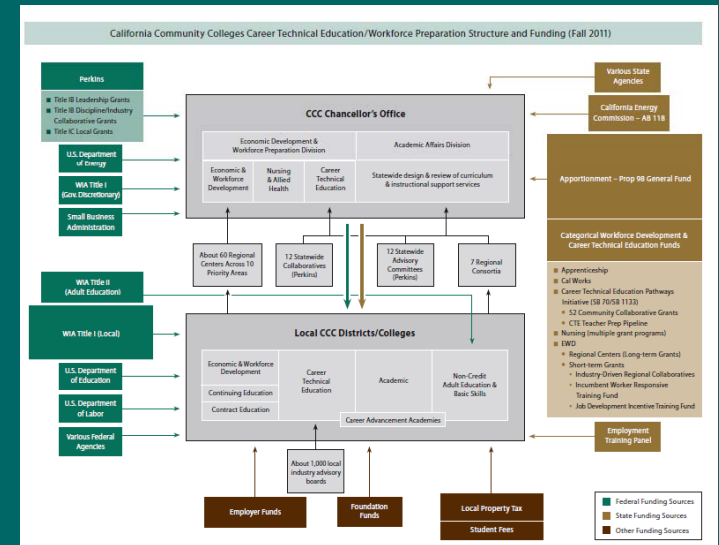 California Community Colleges Career Technical Education/Workforce Preparation Structure and Funding (Fall 2011)
Perkins
Title IB Leadership Grants
Title IB Discipline/Industry
Collaborative Grants
Title IC Local Grants
U.S. Department
of Energy
WIA Title I
(Gov. Discretionary)
Small Business
Administration
WIA Title II
(Adult Education)
WIA Title I (Local)
U.S. Department
of Education
U.S. Department
of Labor
Various Federal
Agencies
CCC Chancellor's Office
Economic Development &
Workforce Preparation Division
Academic Affairs Division
Economic &
Workforce
Development
Nursing
& Allied
Health
Career
Technical
Education
Statewide design & review of curriculum
& instructional support services
About 60 Regional
Centers Across 10
Priority Areas
12 Statewide
Collaboratives
(Perkins)
12 Statewide
Advisory
Committees
(Perkins)
7 Regional
Consortia
Local CCC Districts/Colleges
Economic & Workforce
Development
Continuing Education
Contract Education
Career
Technical
Education
Academic
Non-Credit
Adult Education &
Basic Skills
Career Advancement Academies
About 1,000 local
industry advisory
boards
Employer Funds
Foundation
Funds
Local Property Tax
Student Fees
Various State
Agencies
California Energy
Commission – AB 118
Apportionment – Prop 98 General Fund
Categorical Workforce Development &
Career Technical Education Funds
Apprenticeship
Cal Works
Career Technical Education Pathways
Initiative (SB 70/SB 1133)
52 Community Collaborative Grants
CTE Teacher Prep Pipeline
Nursing (multiple grant programs)
EWD
Regional Centers (Long-term Grants)
Short-term Grants
Industry-Driven Regional Collaboratives
Incumbent Worker Responsive
Training Fund
Job Development Incentive Training Fund
Employment
Training Panel
Federal Funding Sources
State Funding Sources
Other Funding Sources